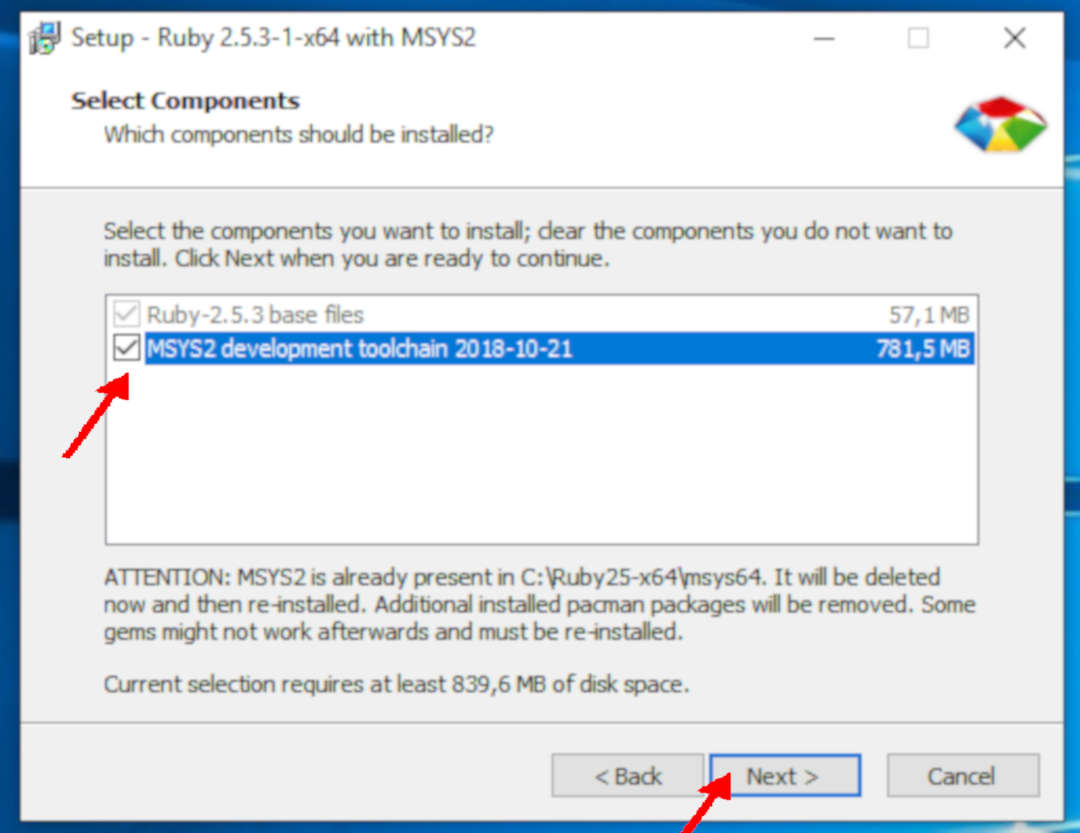 Setup - Ruby 2.5.3-1-x64 with MSYS2
Select Components
Which components should be installed?
Select the components you want to install; clear the components you do not want to
install. Click Next when you are ready to continue.
Ruby-2.5.3 base files 57,1 MB
MSYS2 development toolchain 2018-10-21 781,5 MB
ATTENTION: MSYS2 is already present in C:\Ruby25-x64\msys64. It will be deleted
now and then re-installed. Additional installed pacman packages will be removed. Some
gems might not work afterwards and must be re-installed.
Current selection requires at least 839,6 MB of disk space.
< Back Next > Cancel